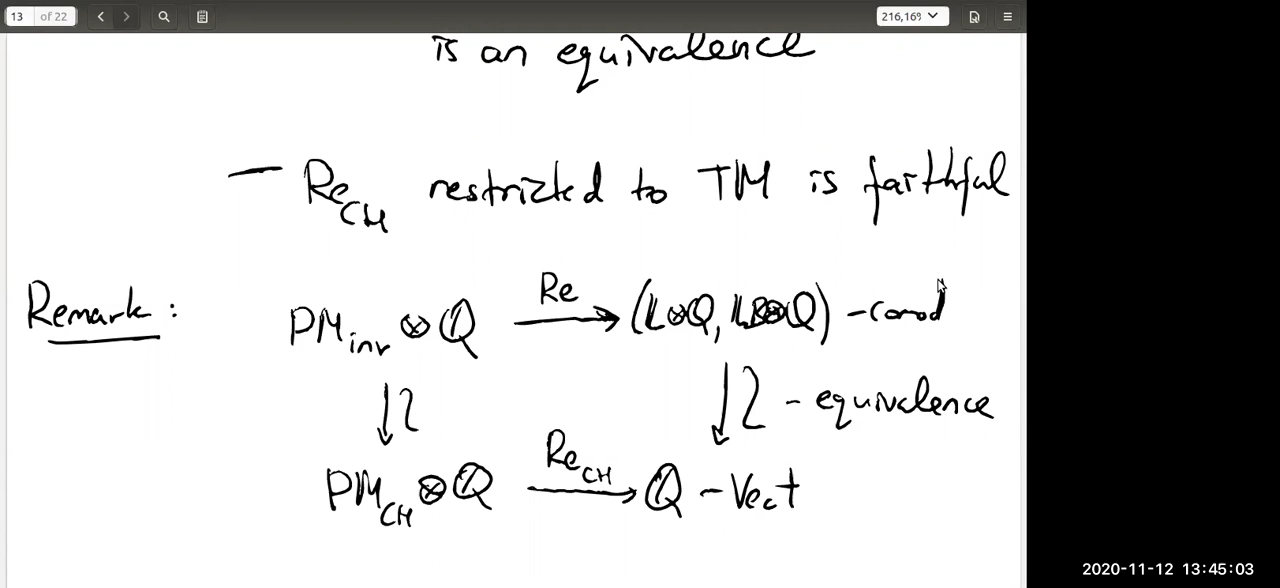 13 of 22
216,16%
is an equivalence
— Re_CH restricted to TM is faithful
Remark: PM_inv ⊗ Q —Re→ (𝕃⊗Q, 𝕃B⊗Q) - comod
↓≀ ↓≀ - equivalence
PM_CH ⊗ Q —Re_CH→ Q - Vect
2020-11-12 13:45:03